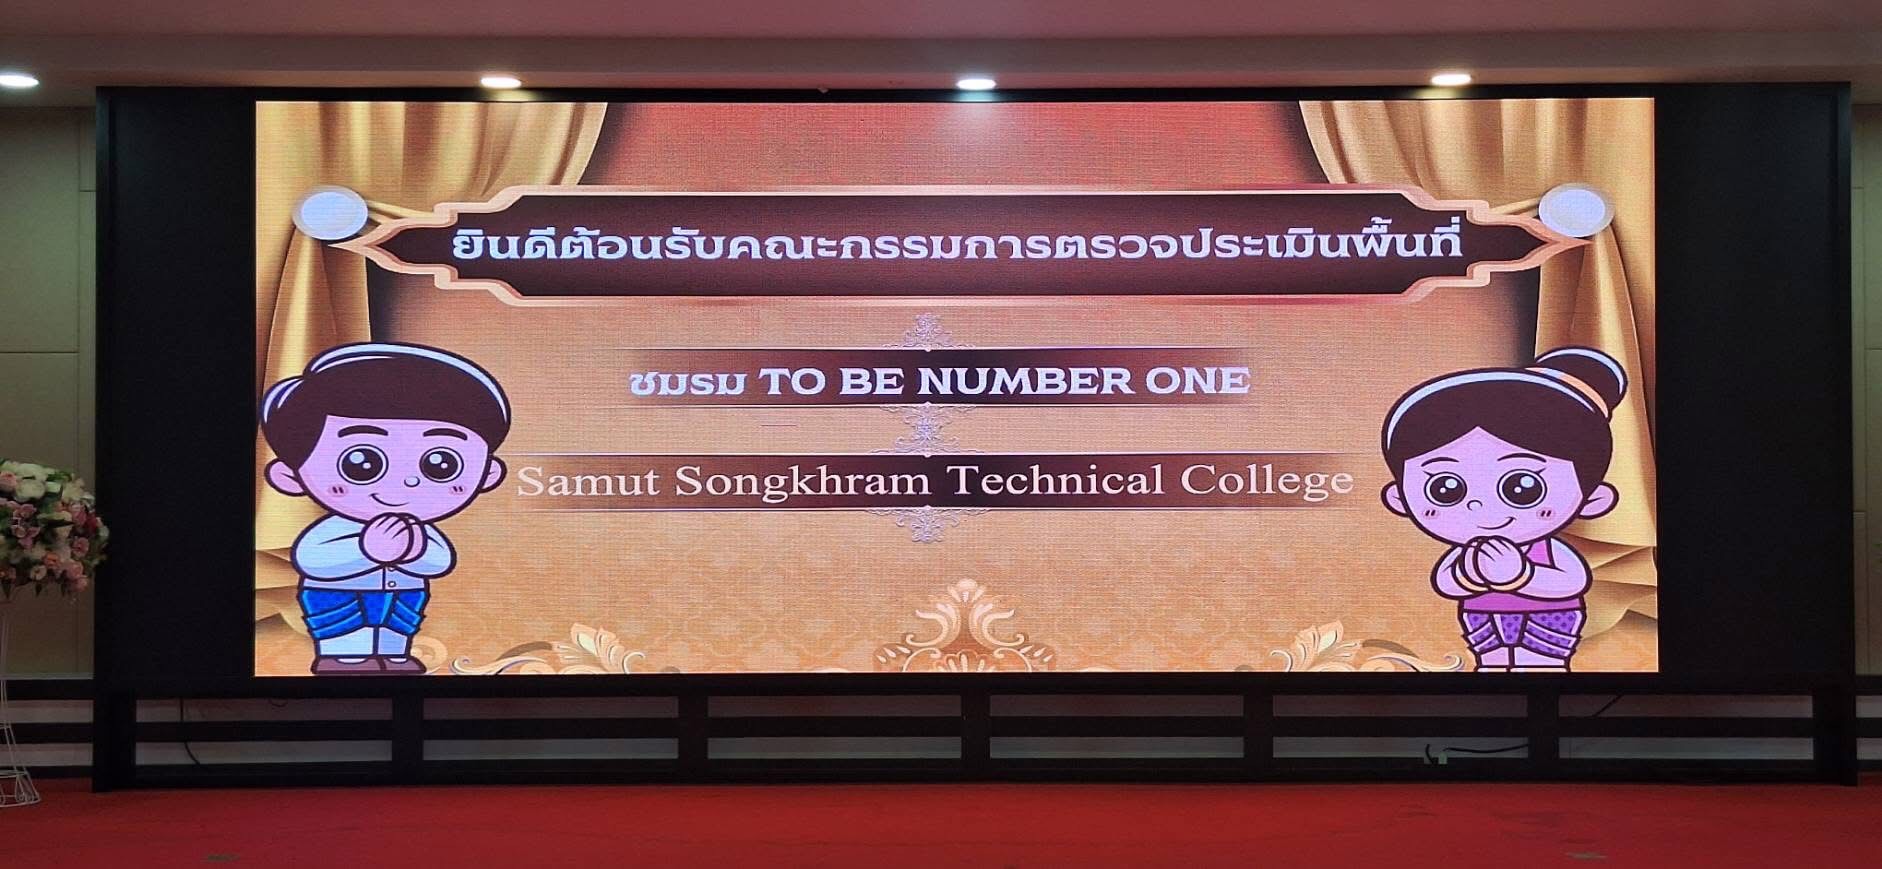 ยินดีต้อนรับคณะกรรมการตรวจประเมินพื้นที่
ชมรม TO BE NUMBER ONE
Samut Songkhram Technical College